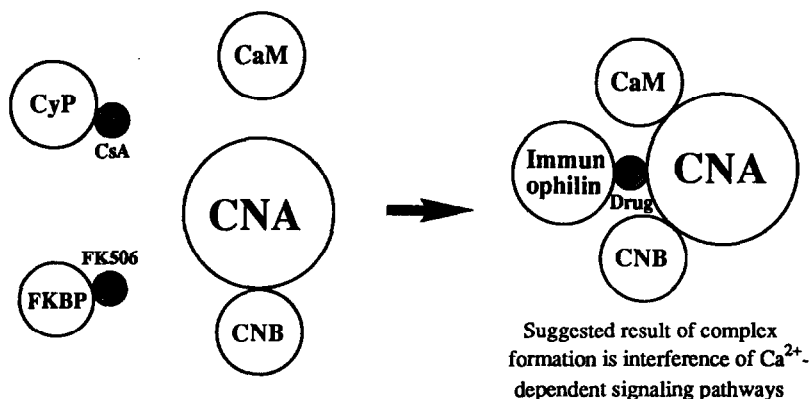 CaM
CyP
CsA
CNA
FK506
FKBP
CNB
CaM
Immun
ophilin
Drug
CNA
CNB
Suggested result of complex
formation is interference of Ca²⁺-
dependent signaling pathways